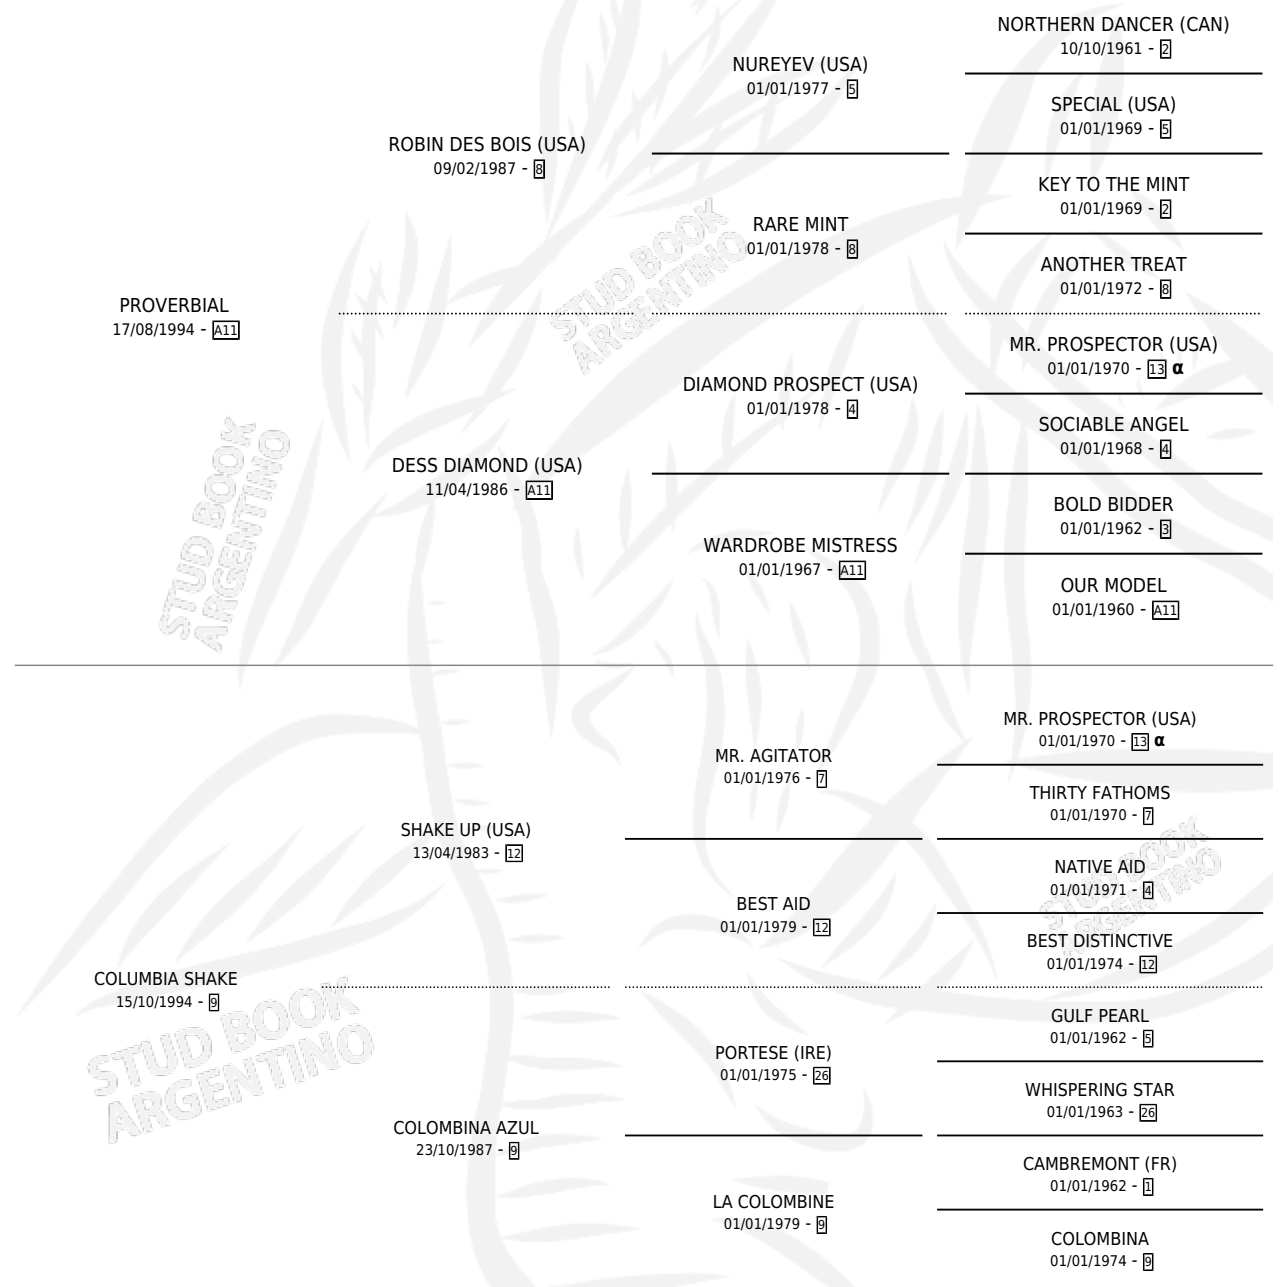 NORTHERN DANCER (CAN)
10/10/1961 - 2
NUREYEV (USA)
01/01/1977 - 5
SPECIAL (USA)
01/01/1969 - 5
ROBIN DES BOIS (USA)
09/02/1987 - 8
KEY TO THE MINT
01/01/1969 - 2
RARE MINT
01/01/1978 - 8
ANOTHER TREAT
01/01/1972 - 8
PROVERBIAL
17/08/1994 - A11
MR. PROSPECTOR (USA)
01/01/1970 - 13 α
DIAMOND PROSPECT (USA)
01/01/1978 - 4
SOCIABLE ANGEL
01/01/1968 - 4
DESS DIAMOND (USA)
11/04/1986 - A11
BOLD BIDDER
01/01/1962 - 3
WARDROBE MISTRESS
01/01/1967 - A11
OUR MODEL
01/01/1960 - A11
MR. PROSPECTOR (USA)
01/01/1970 - 13 α
MR. AGITATOR
01/01/1976 - 7
THIRTY FATHOMS
01/01/1970 - 7
SHAKE UP (USA)
13/04/1983 - 12
NATIVE AID
01/01/1971 - 4
BEST AID
01/01/1979 - 12
BEST DISTINCTIVE
01/01/1974 - 12
COLUMBIA SHAKE
15/10/1994 - 9
GULF PEARL
01/01/1962 - 5
PORTESE (IRE)
01/01/1975 - 26
WHISPERING STAR
01/01/1963 - 26
COLOMBINA AZUL
23/10/1987 - 9
CAMBREMONT (FR)
01/01/1962 - 1
LA COLOMBINE
01/01/1979 - 9
COLOMBINA
01/01/1974 - 9
STUD BOOK
ARGENTINO
STUD BOOK
ARGENTINO
STUD BOOK
ARGENTINO
STUD BOOK
ARGENTINO